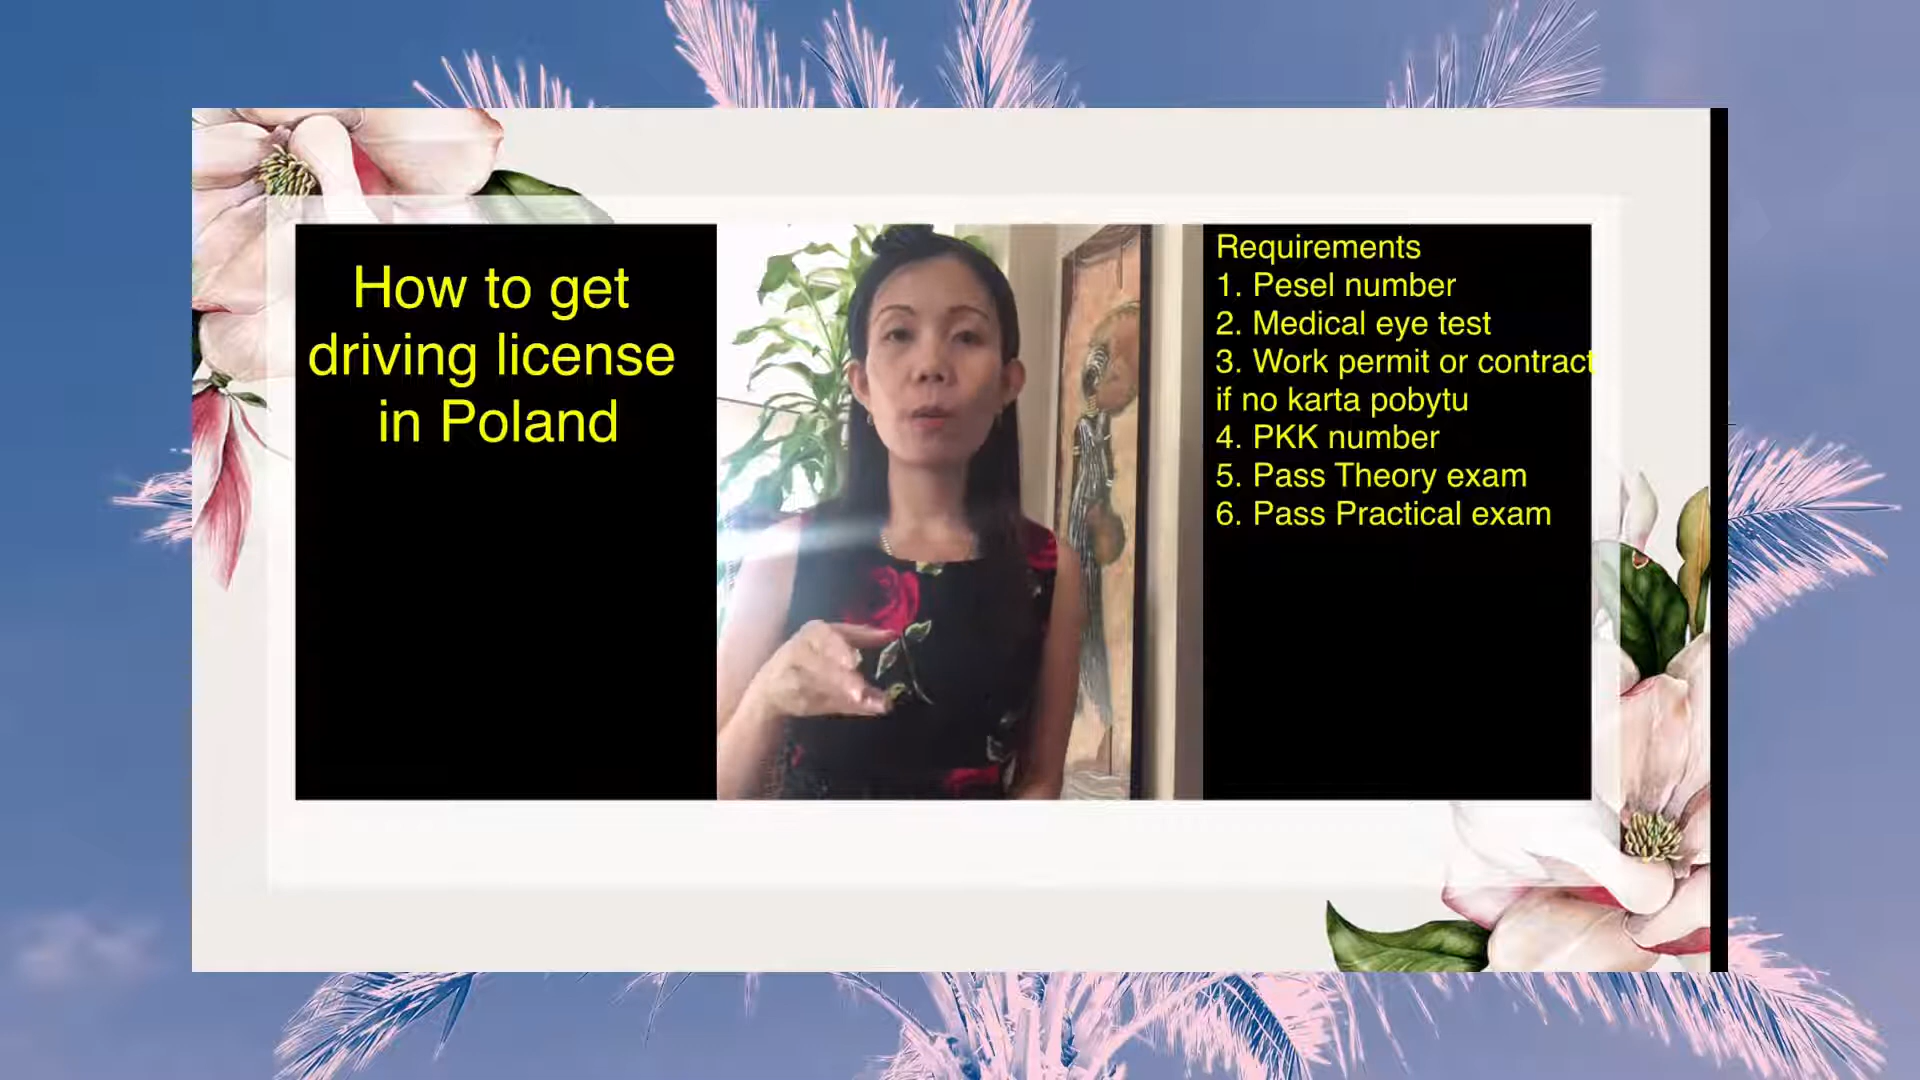 How to get
driving license
in Poland
Requirements
1. Pesel number
2. Medical eye test
3. Work permit or contract
if no karta pobytu
4. PKK number
5. Pass Theory exam
6. Pass Practical exam